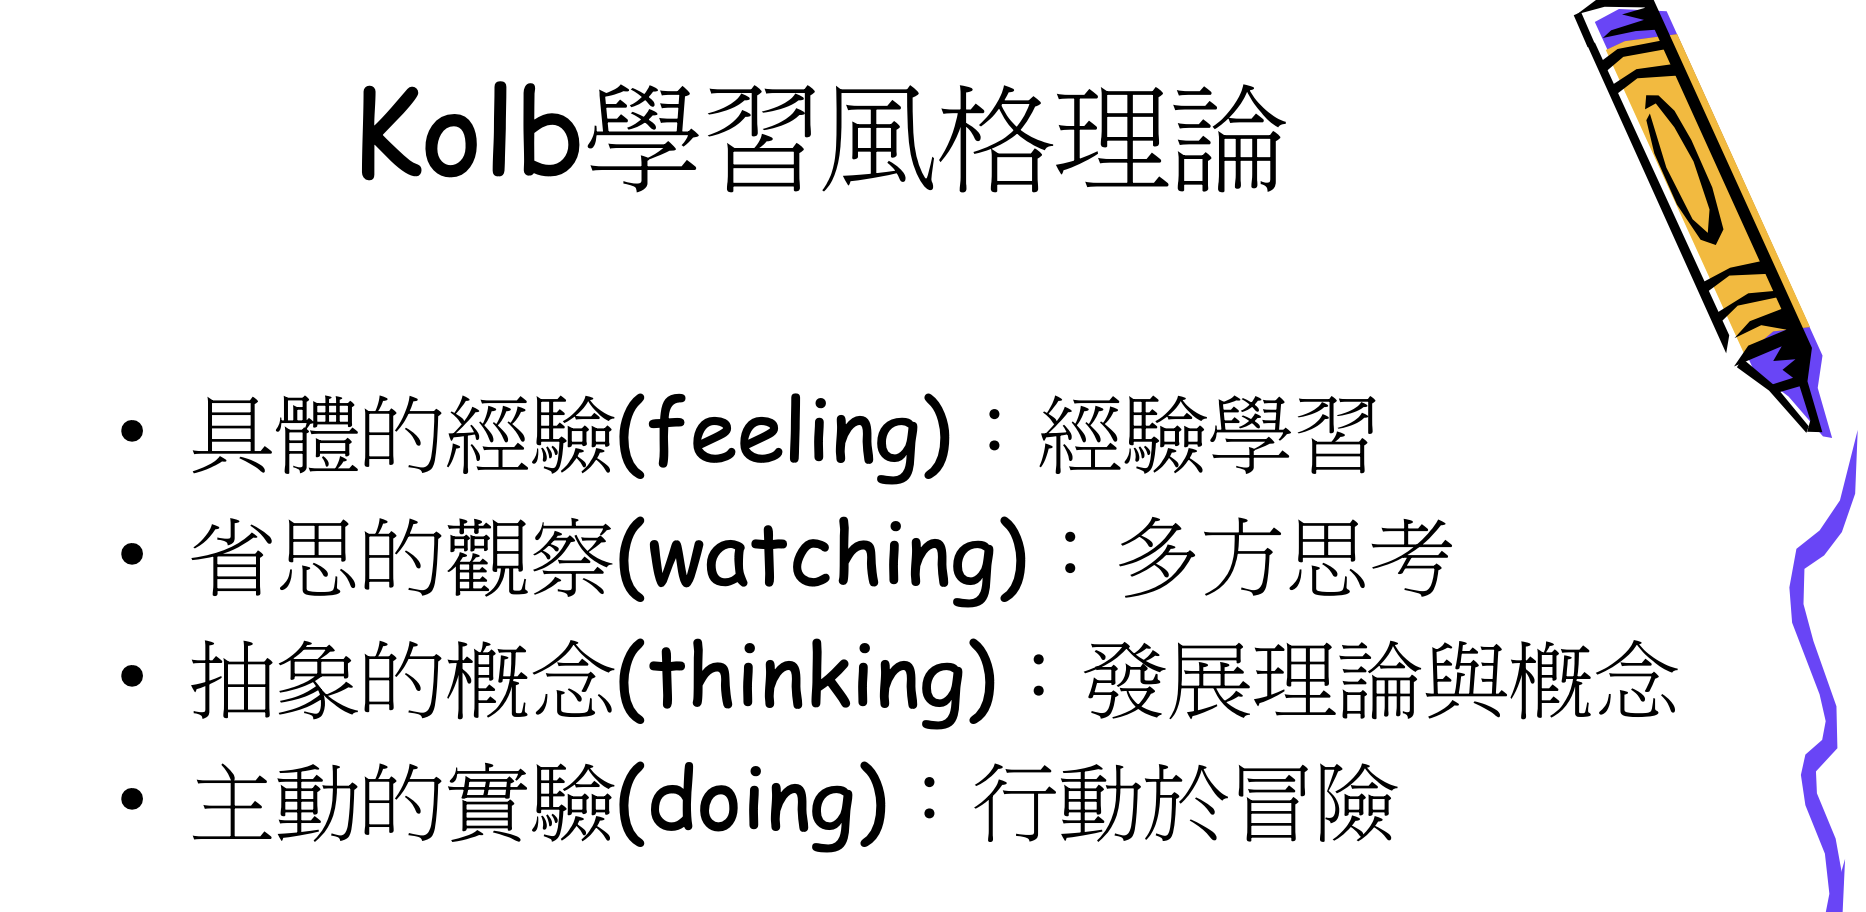 Kolb學習風格理論
• 具體的經驗(feeling)：經驗學習
• 省思的觀察(watching)：多方思考
• 抽象的概念(thinking)：發展理論與概念
• 主動的實驗(doing)：行動於冒險